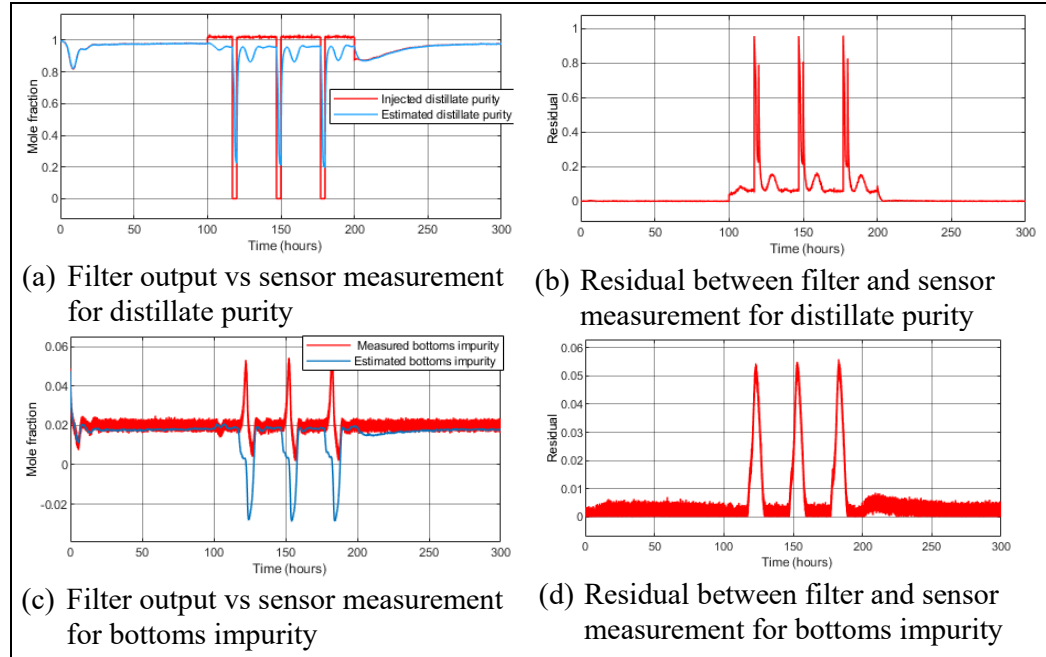 1
0.8
0.6
0.4
0.2
0
Mole fraction
Injected distillate purity
Estimated distillate purity
0 50 100 150 200 250 300
Time (hours)
(a) Filter output vs sensor measurement
for distillate purity
1
0.8
0.6
0.4
0.2
0
Residual
0 50 100 150 200 250 300
Time (hours)
(b) Residual between filter and sensor
measurement for distillate purity
0.06
0.04
0.02
0
-0.02
Mole fraction
Measured bottoms impurity
Estimated bottoms impurity
0 50 100 150 200 250 300
Time (hours)
(c) Filter output vs sensor measurement
for bottoms impurity
0.06
0.05
0.04
0.03
0.02
0.01
0
Residual
0 50 100 150 200 250 300
Time (hours)
(d) Residual between filter and sensor
measurement for bottoms impurity